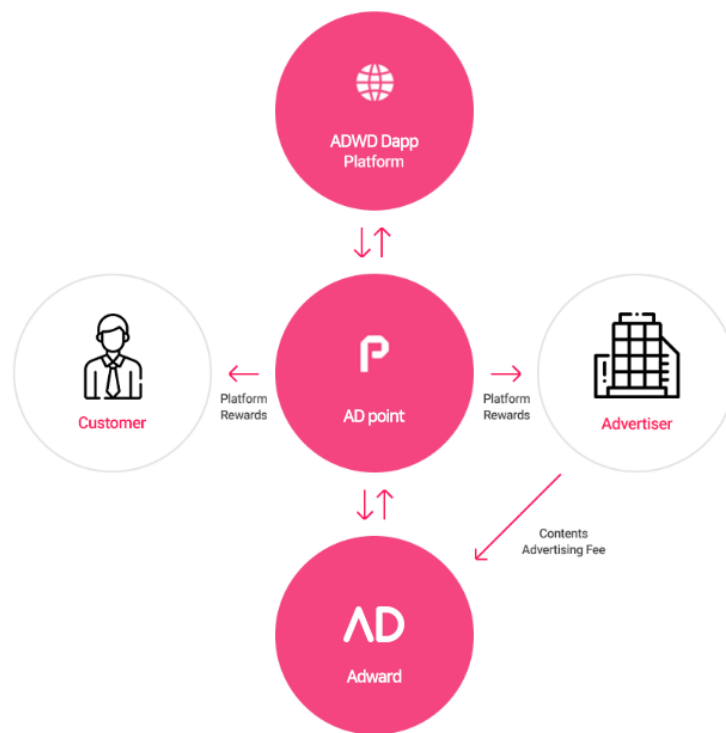 ADWD Dapp
Platform
Customer
Platform
Rewards
P
AD point
Platform
Rewards
Advertiser
Contents
Advertising Fee
AD
Adward